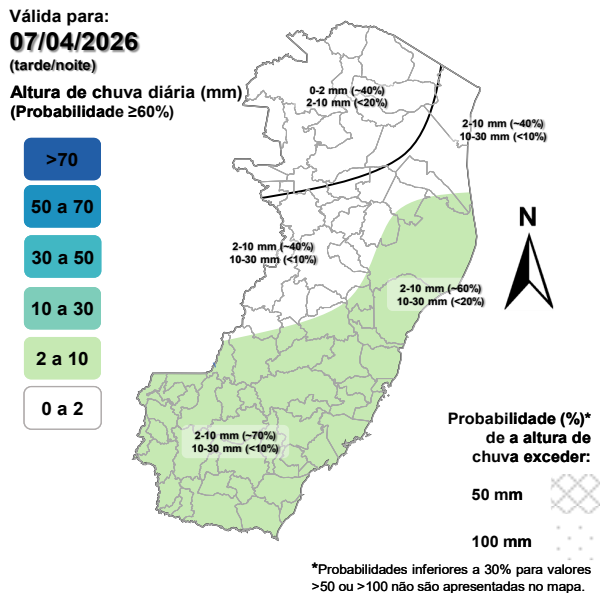 Válida para:
07/04/2026
(tarde/noite)
Altura de chuva diária (mm)
(Probabilidade ≥60%)
>70
50 a 70
30 a 50
10 a 30
2 a 10
0 a 2
0-2 mm (~40%)
2-10 mm (<20%)
2-10 mm (~40%)
10-30 mm (<10%)
2-10 mm (~40%)
10-30 mm (<10%)
2-10 mm (~60%)
10-30 mm (<20%)
2-10 mm (~70%)
10-30 mm (<10%)
N
Probabilidade (%)*
de a altura de
chuva exceder:
50 mm
100 mm
*Probabilidades inferiores a 30% para valores
>50 ou >100 não são apresentadas no mapa.